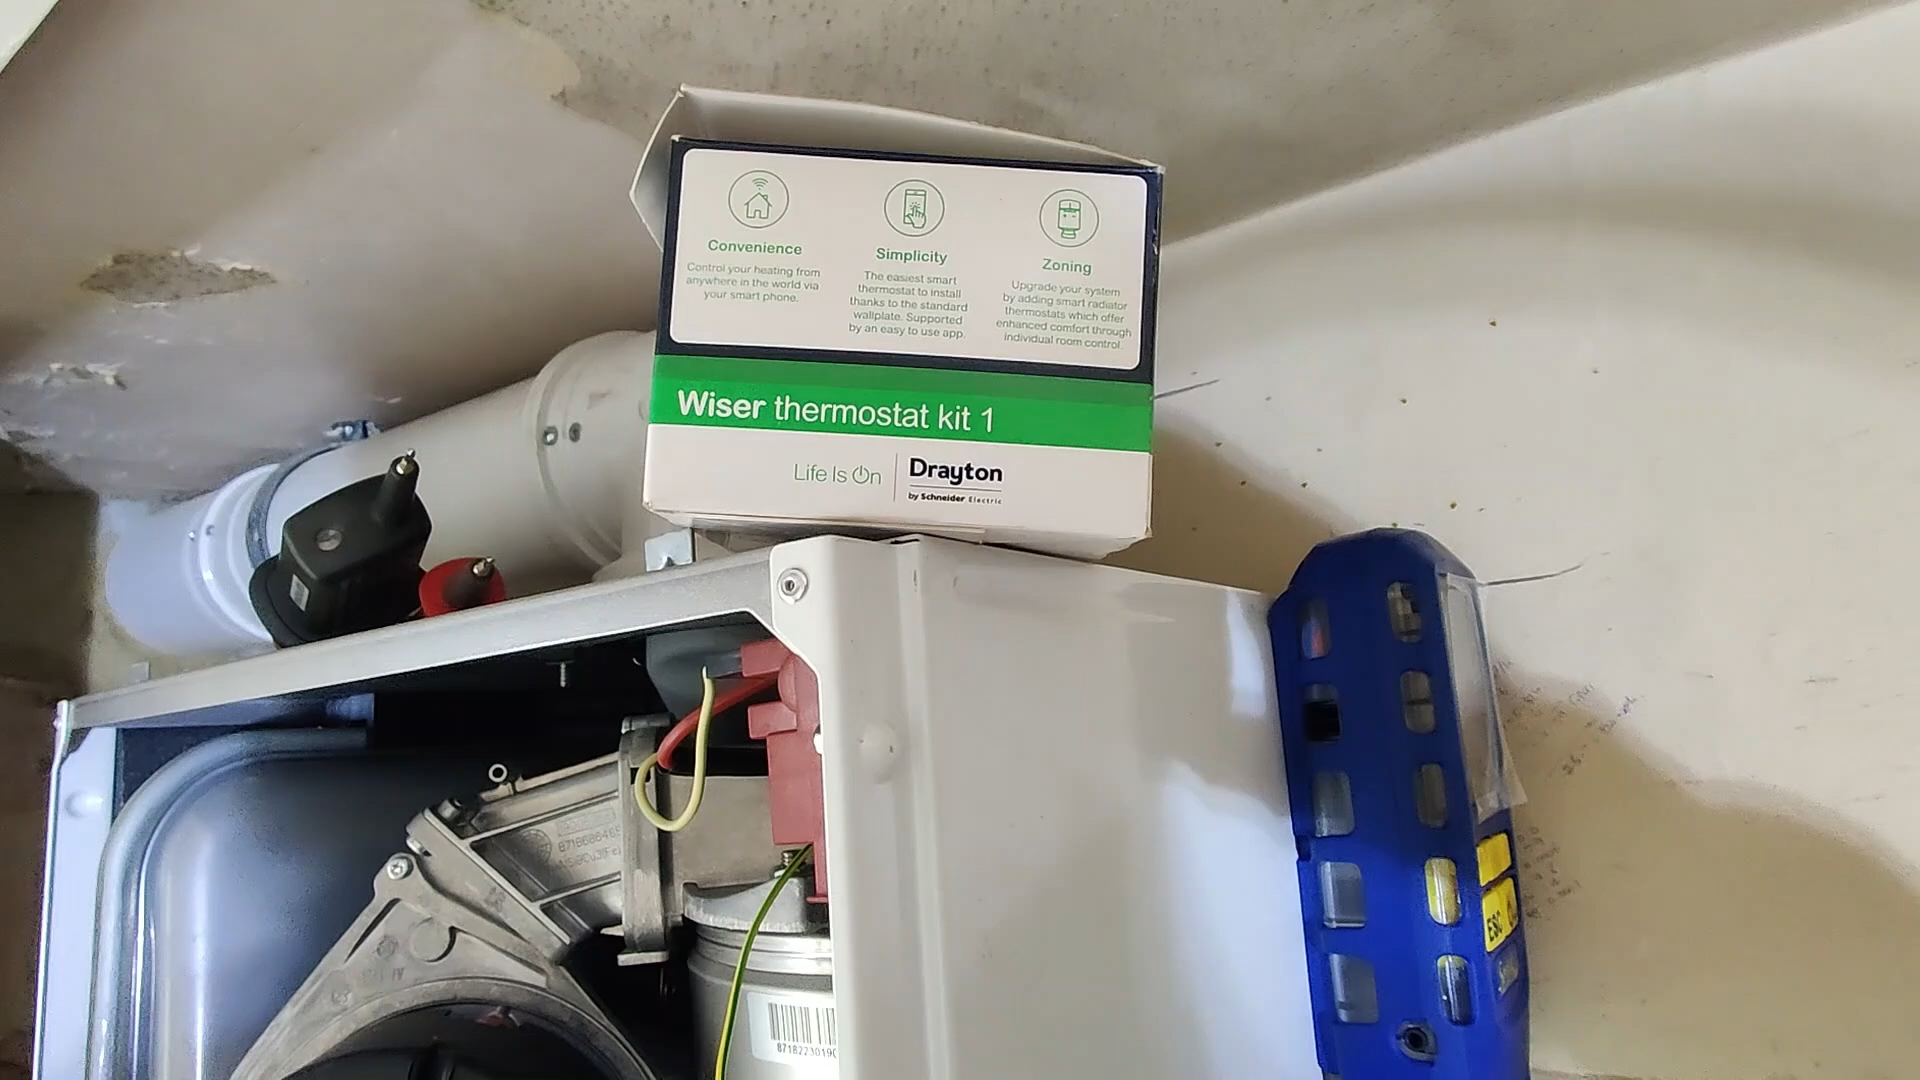 Convenience
Control your heating from
anywhere in the world via
your smart phone.
Simplicity
The easiest smart
thermostat to install
thanks to the standard
wallplate. Supported
by an easy to use app.
Zoning
Upgrade your system
by adding smart radiator
thermostats which offer
enhanced comfort through
individual room control.
Wiser thermostat kit 1
Life Is On
Drayton
by Schneider Electric
ESC